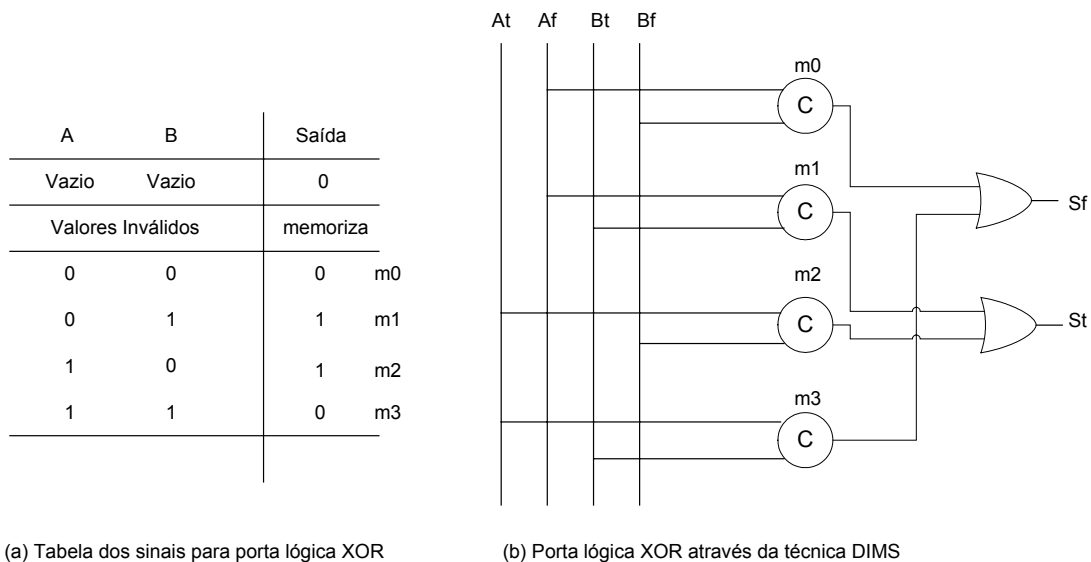 At Af Bt Bf
m0
C
m1
C
Sf
m2
C
St
m3
C
A B Saída
Vazio Vazio 0
Valores Inválidos memoriza
0 0 0 m0
0 1 1 m1
1 0 1 m2
1 1 0 m3
(a) Tabela dos sinais para porta lógica XOR
(b) Porta lógica XOR através da técnica DIMS